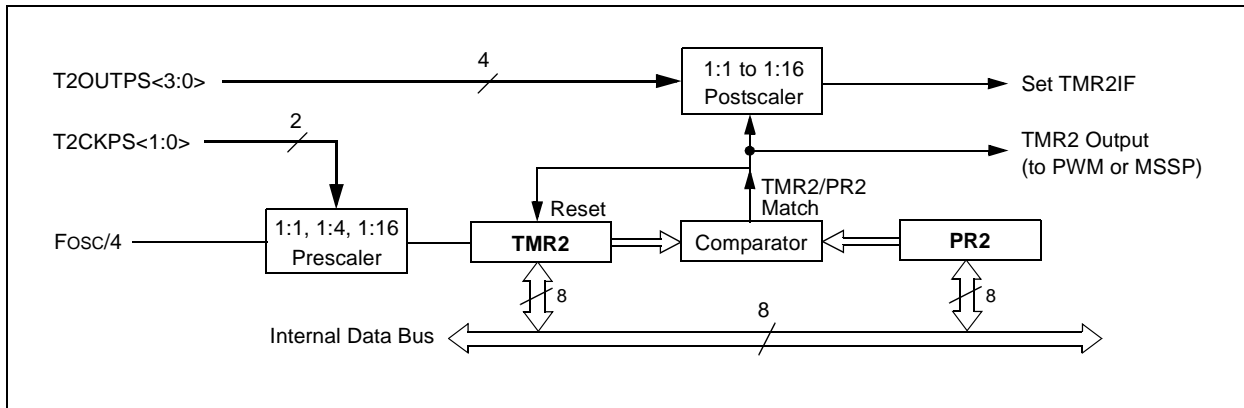 T2OUTPS<3:0>
4
1:1 to 1:16
Postscaler
Set TMR2IF
T2CKPS<1:0>
2
TMR2 Output
(to PWM or MSSP)
TMR2/PR2
Match
Reset
FOSC/4
1:1, 1:4, 1:16
Prescaler
TMR2
Comparator
PR2
8
8
8
Internal Data Bus